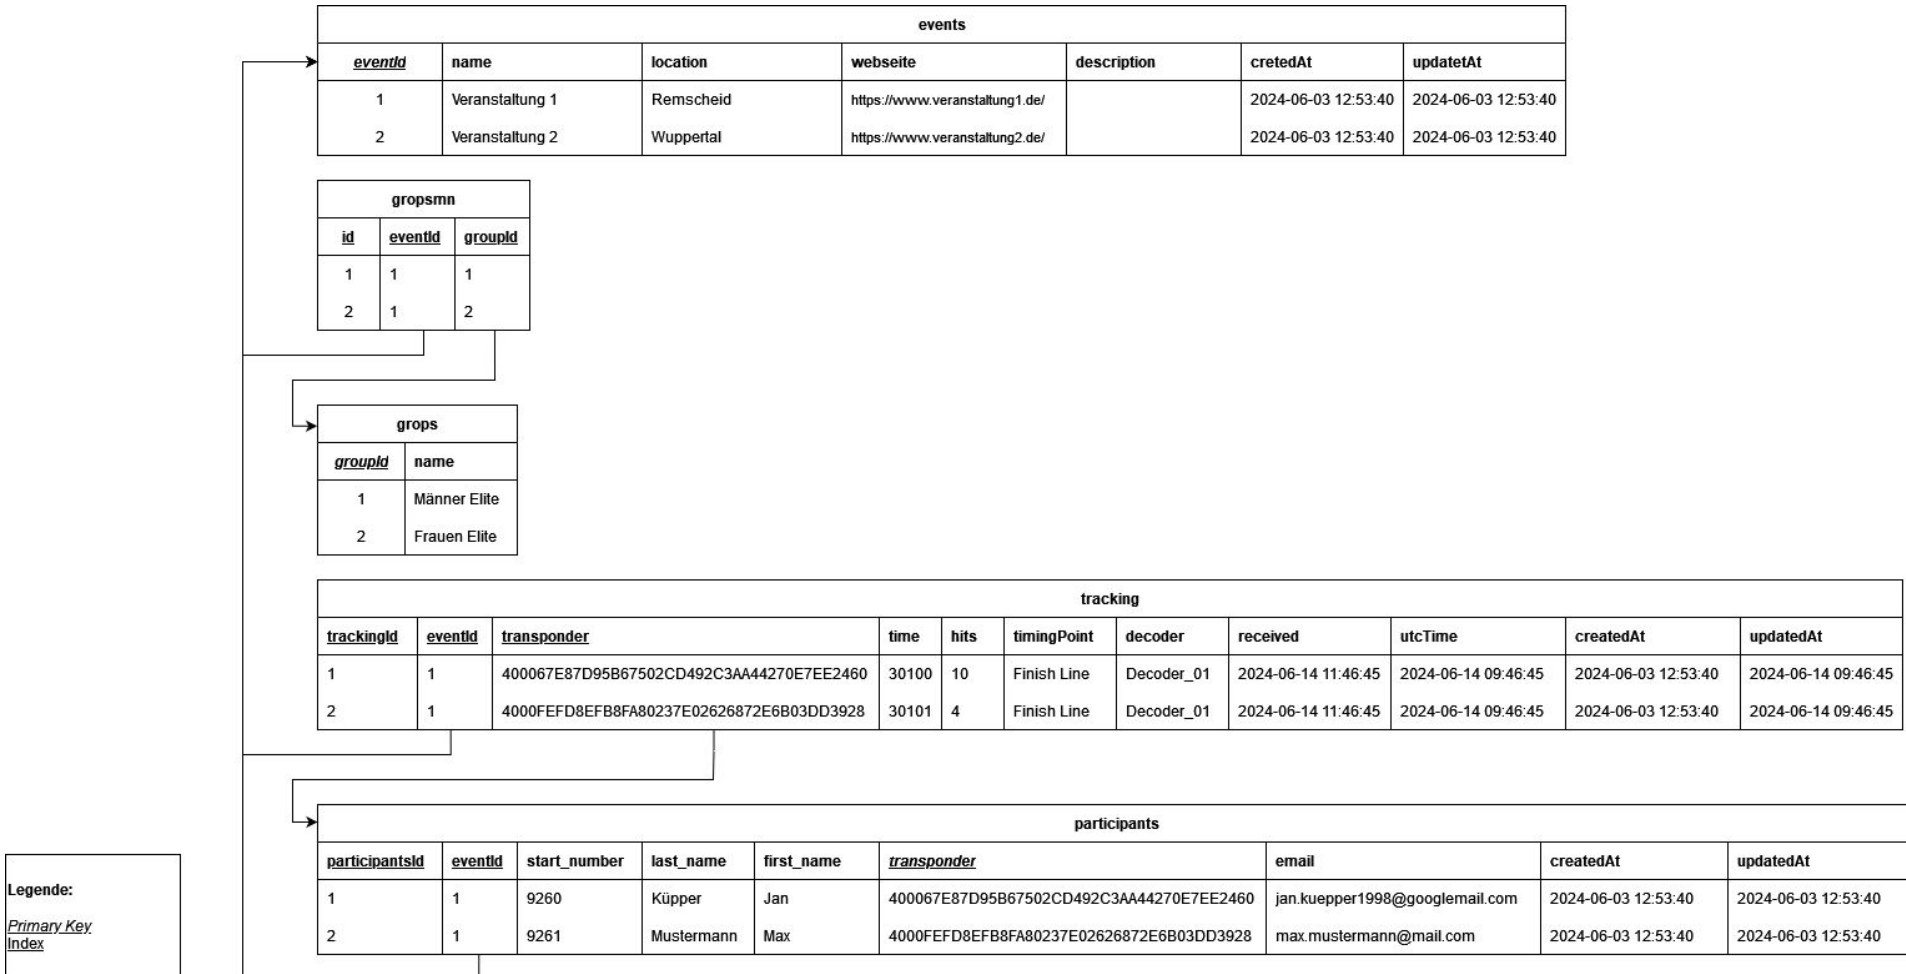 events
eventId name location webseite description cretedAt updatetAt
1 Veranstaltung 1 Remscheid https://www.veranstaltung1.de/ 2024-06-03 12:53:40 2024-06-03 12:53:40
2 Veranstaltung 2 Wuppertal https://www.veranstaltung2.de/ 2024-06-03 12:53:40 2024-06-03 12:53:40
gropsmn
id eventId groupId
1 1 1
2 1 2
grops
groupId name
1 Männer Elite
2 Frauen Elite
tracking
trackingId eventId transponder time hits timingPoint decoder received utcTime createdAt updatedAt
1 1 400067E87D95B67502CD492C3AA44270E7EE2460 30100 10 Finish Line Decoder_01 2024-06-14 11:46:45 2024-06-14 09:46:45 2024-06-03 12:53:40 2024-06-14 09:46:45
2 1 4000FEFD8EFB8FA80237E02626872E6B03DD3928 30101 4 Finish Line Decoder_01 2024-06-14 11:46:45 2024-06-14 09:46:45 2024-06-03 12:53:40 2024-06-14 09:46:45
participants
participantsId eventId start_number last_name first_name transponder email createdAt updatedAt
1 1 9260 Küpper Jan 400067E87D95B67502CD492C3AA44270E7EE2460 jan.kuepper1998@googlemail.com 2024-06-03 12:53:40 2024-06-03 12:53:40
2 1 9261 Mustermann Max 4000FEFD8EFB8FA80237E02626872E6B03DD3928 max.mustermann@mail.com 2024-06-03 12:53:40 2024-06-03 12:53:40
Legende:
Primary Key
Index